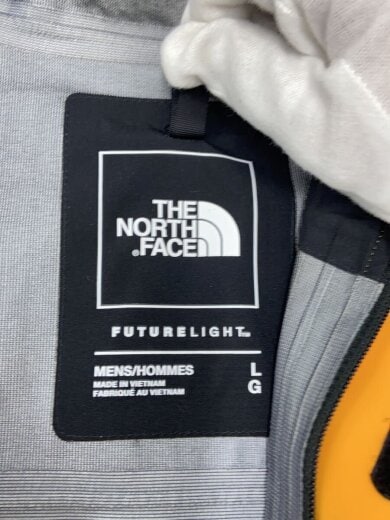 THE
NORTH
FACE
FUTURELIGHT™
MENS/HOMMES L
MADE IN VIETNAM G
FABRIQUÉ AU VIETNAM